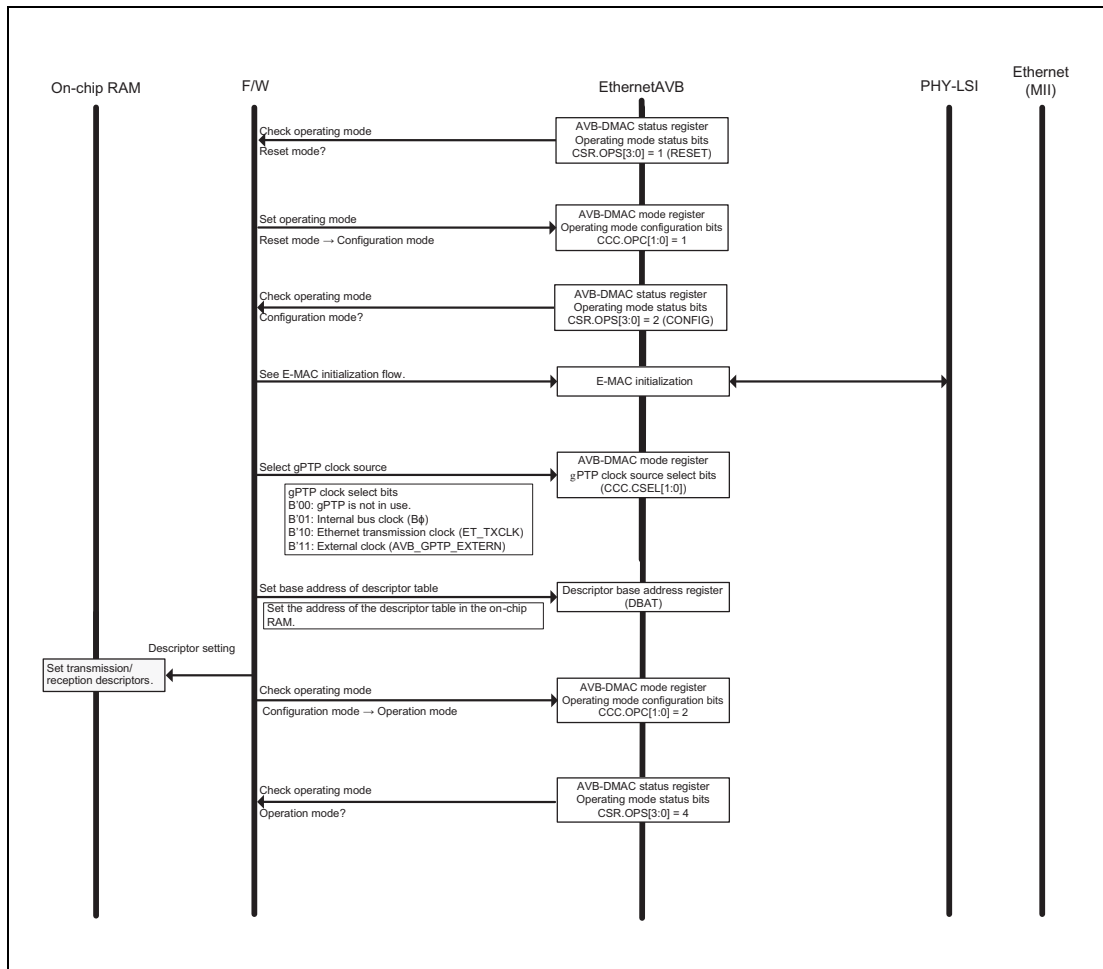 On-chip RAM
F/W
EthernetAVB
PHY-LSI
Ethernet
(MII)
Check operating mode
Reset mode?
AVB-DMAC status register
Operating mode status bits
CSR.OPS[3:0] = 1 (RESET)
Set operating mode
Reset mode → Configuration mode
AVB-DMAC mode register
Operating mode configuration bits
CCC.OPC[1:0] = 1
Check operating mode
Configuration mode?
AVB-DMAC status register
Operating mode status bits
CSR.OPS[3:0] = 2 (CONFIG)
See E-MAC initialization flow.
E-MAC initialization
Select gPTP clock source
AVB-DMAC mode register
gPTP clock source select bits
(CCC.CSEL[1:0])
gPTP clock select bits
B'00: gPTP is not in use.
B'01: Internal bus clock (Bϕ)
B'10: Ethernet transmission clock (ET_TXCLK)
B'11: External clock (AVB_GPTP_EXTERN)
Set base address of descriptor table
Set the address of the descriptor table in the on-chip
RAM.
Descriptor base address register
(DBAT)
Descriptor setting
Set transmission/
reception descriptors.
Check operating mode
Configuration mode → Operation mode
AVB-DMAC mode register
Operating mode configuration bits
CCC.OPC[1:0] = 2
Check operating mode
Operation mode?
AVB-DMAC status register
Operating mode status bits
CSR.OPS[3:0] = 4